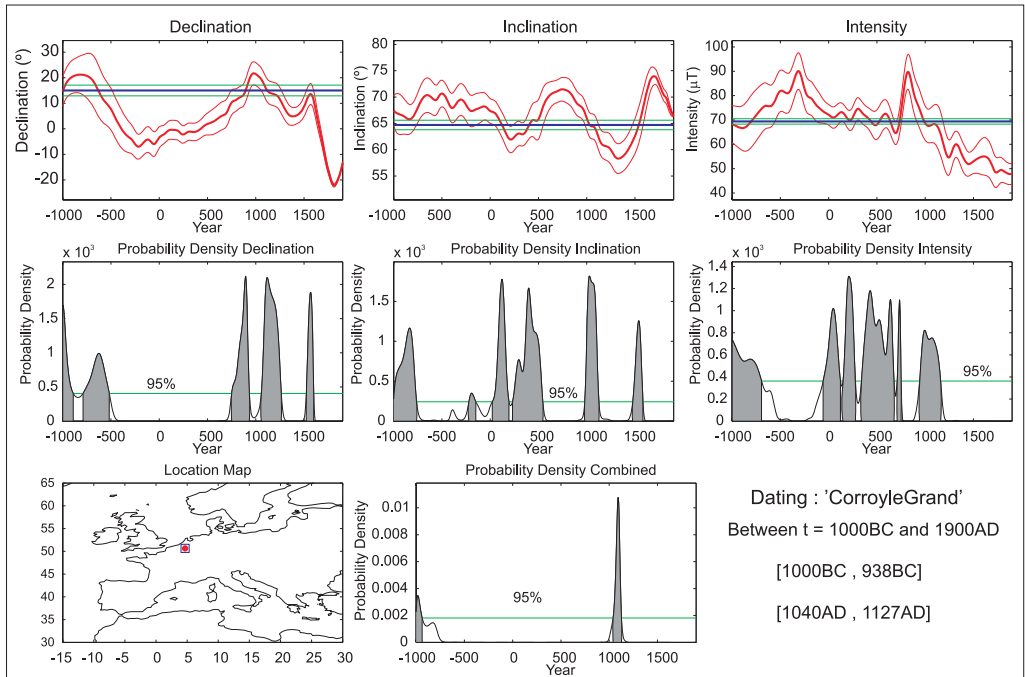 Declination
Declination (º)
30
20
10
0
-10
-20
-1000 -500 0 500 1000 1500
Year
Inclination
Inclination (º)
80
75
70
65
60
55
-1000 -500 0 500 1000 1500
Year
Intensity
Intensity (µT)
100
90
80
70
60
50
40
-1000 -500 0 500 1000 1500
Year
Probability Density Declination
x 10³
Probability Density
2
1.5
1
0.5
0
95%
-1000 -500 0 500 1000 1500
Year
Probability Density Inclination
x 10³
Probability Density
1.5
1
0.5
0
95%
-1000 -500 0 500 1000 1500
Year
Probability Density Intensity
x 10³
Probability Density
1.4
1.2
1.0
0.8
0.6
0.4
0.2
0
95%
-1000 -500 0 500 1000 1500
Year
Location Map
65
60
55
50
45
40
35
30
-15 -10 -5 0 5 10 15 20 25 30
Probability Density Combined
Probability Density
0.01
0.008
0.006
0.004
0.002
0
95%
-1000 -500 0 500 1000 1500
Year
Dating : 'CorroyleGrand'
Between t = 1000BC and 1900AD
[1000BC , 938BC]
[1040AD , 1127AD]